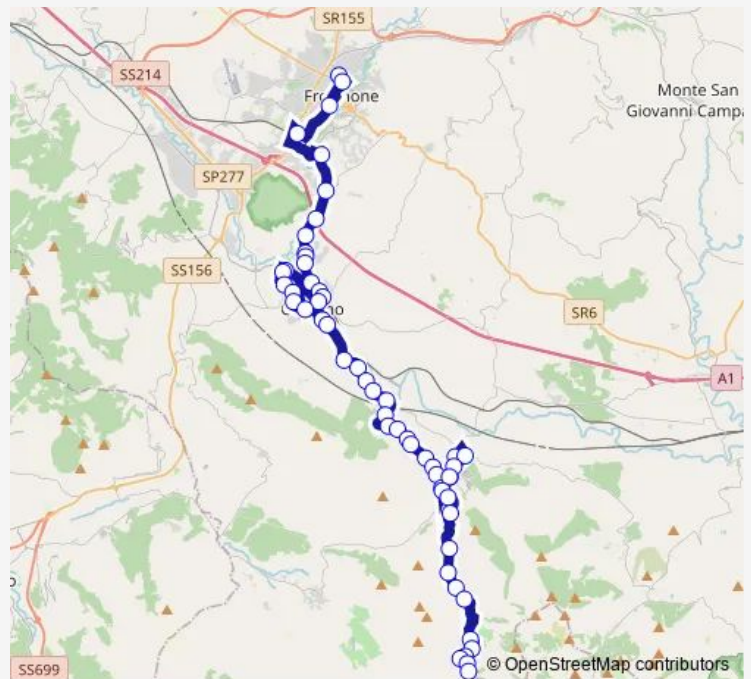 SR155
SS214
Monte San
Giovanni Campa
SP277
SS156
SR6
A1
SS699
© OpenStreetMap contributors